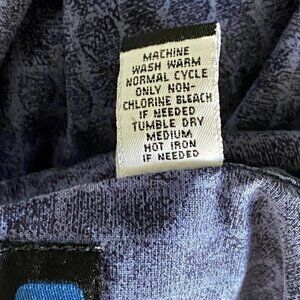 MACHINE
WASH WARM
NORMAL CYCLE
ONLY NON-
CHLORINE BLEACH
IF NEEDED
TUMBLE DRY
MEDIUM
HOT IRON
IF NEEDED